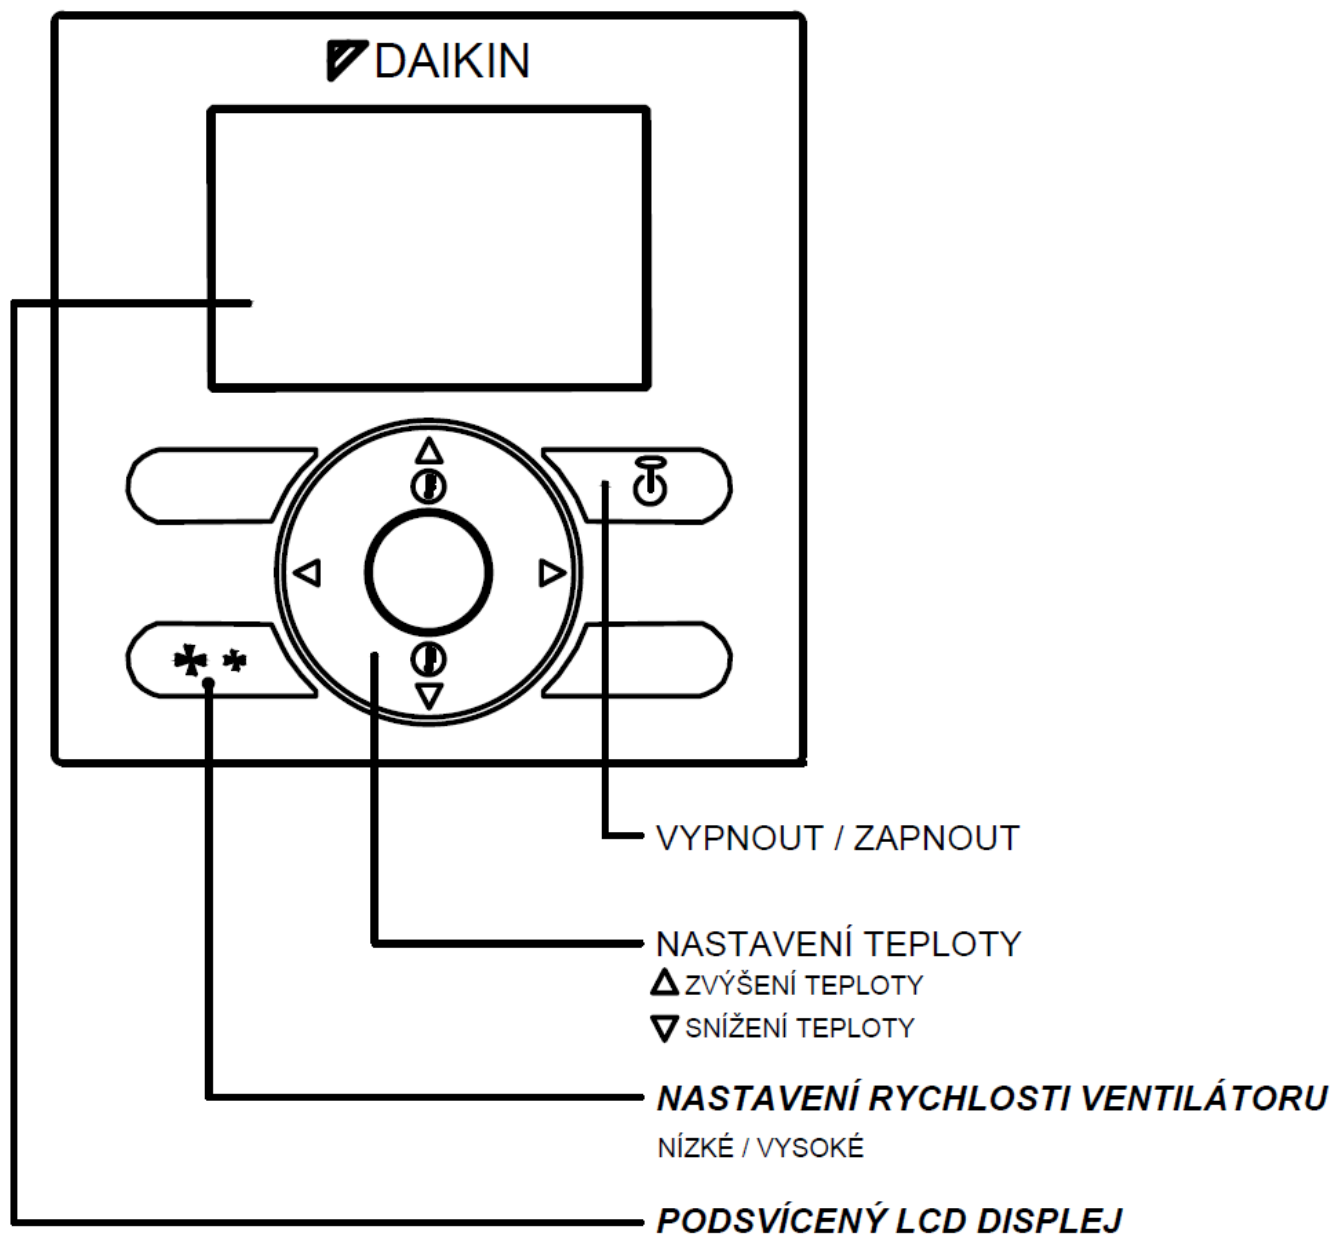 DAIKIN
VYPNOUT / ZAPNOUT
NASTAVENÍ TEPLOTY
ZVÝŠENÍ TEPLOTY
SNÍŽENÍ TEPLOTY
NASTAVENÍ RYCHLOSTI VENTILÁTORU
NÍZKÉ / VYSOKÉ
PODSVÍCENÝ LCD DISPLEJ